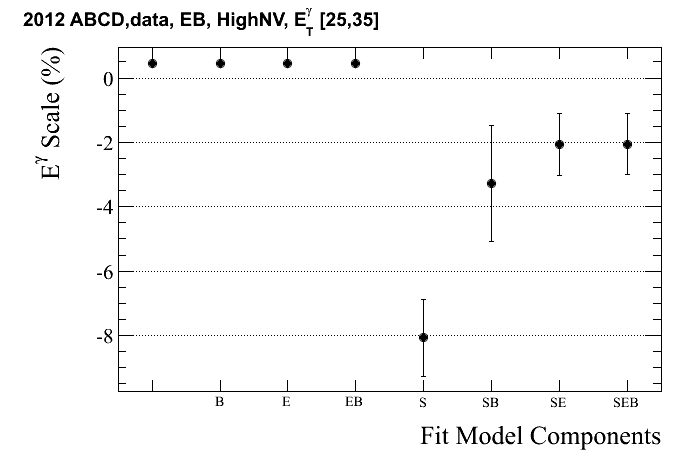 2012 ABCD,data, EB, HighNV, E_T^γ [25,35]
E^γ Scale (%)
0
-2
-4
-6
-8
B E EB S SB SE SEB
Fit Model Components